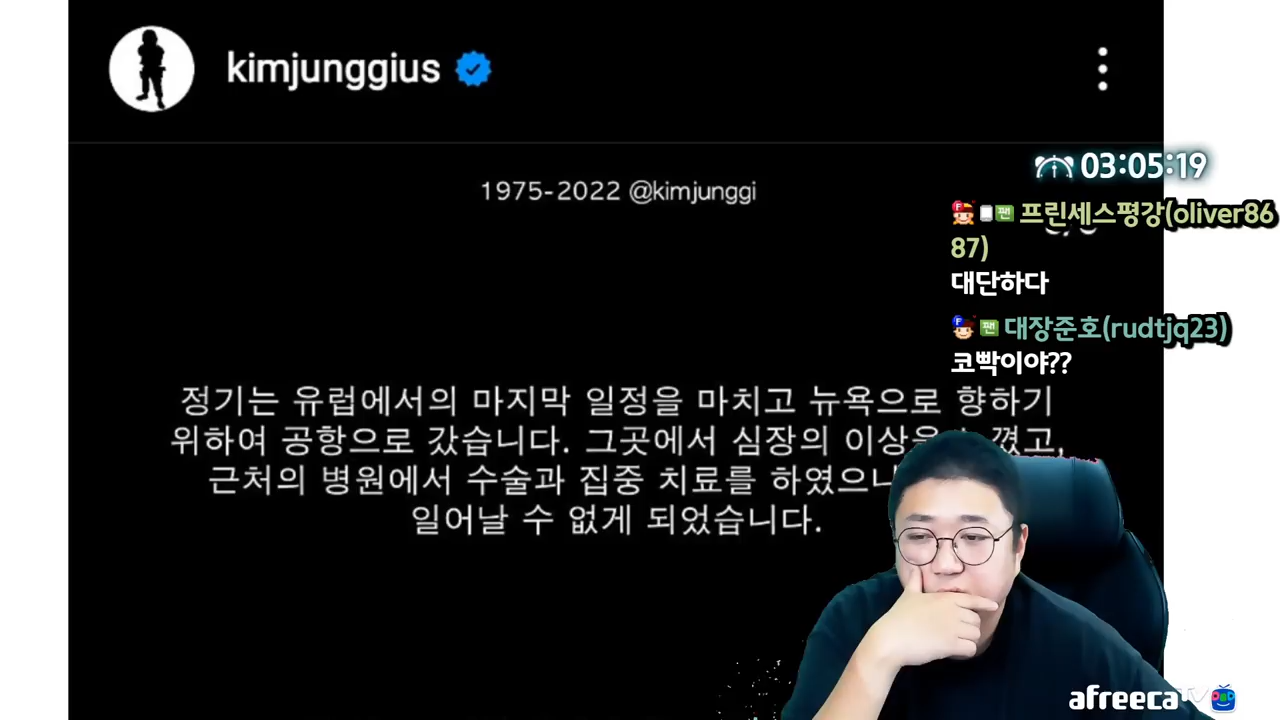 kimjunggius
1975-2022 @kimjunggi
03:05:19
프린세스평강(oliver86
87)
대단하다
대장준호(rudtjq23)
코빡이야??
정기는 유럽에서의 마지막 일정을 마치고 뉴욕으로 향하기
위하여 공항으로 갔습니다. 그곳에서 심장의 이상을 꼈고,
근처의 병원에서 수술과 집중 치료를
일어날 수 없게 되었습니다.
afreecaTV